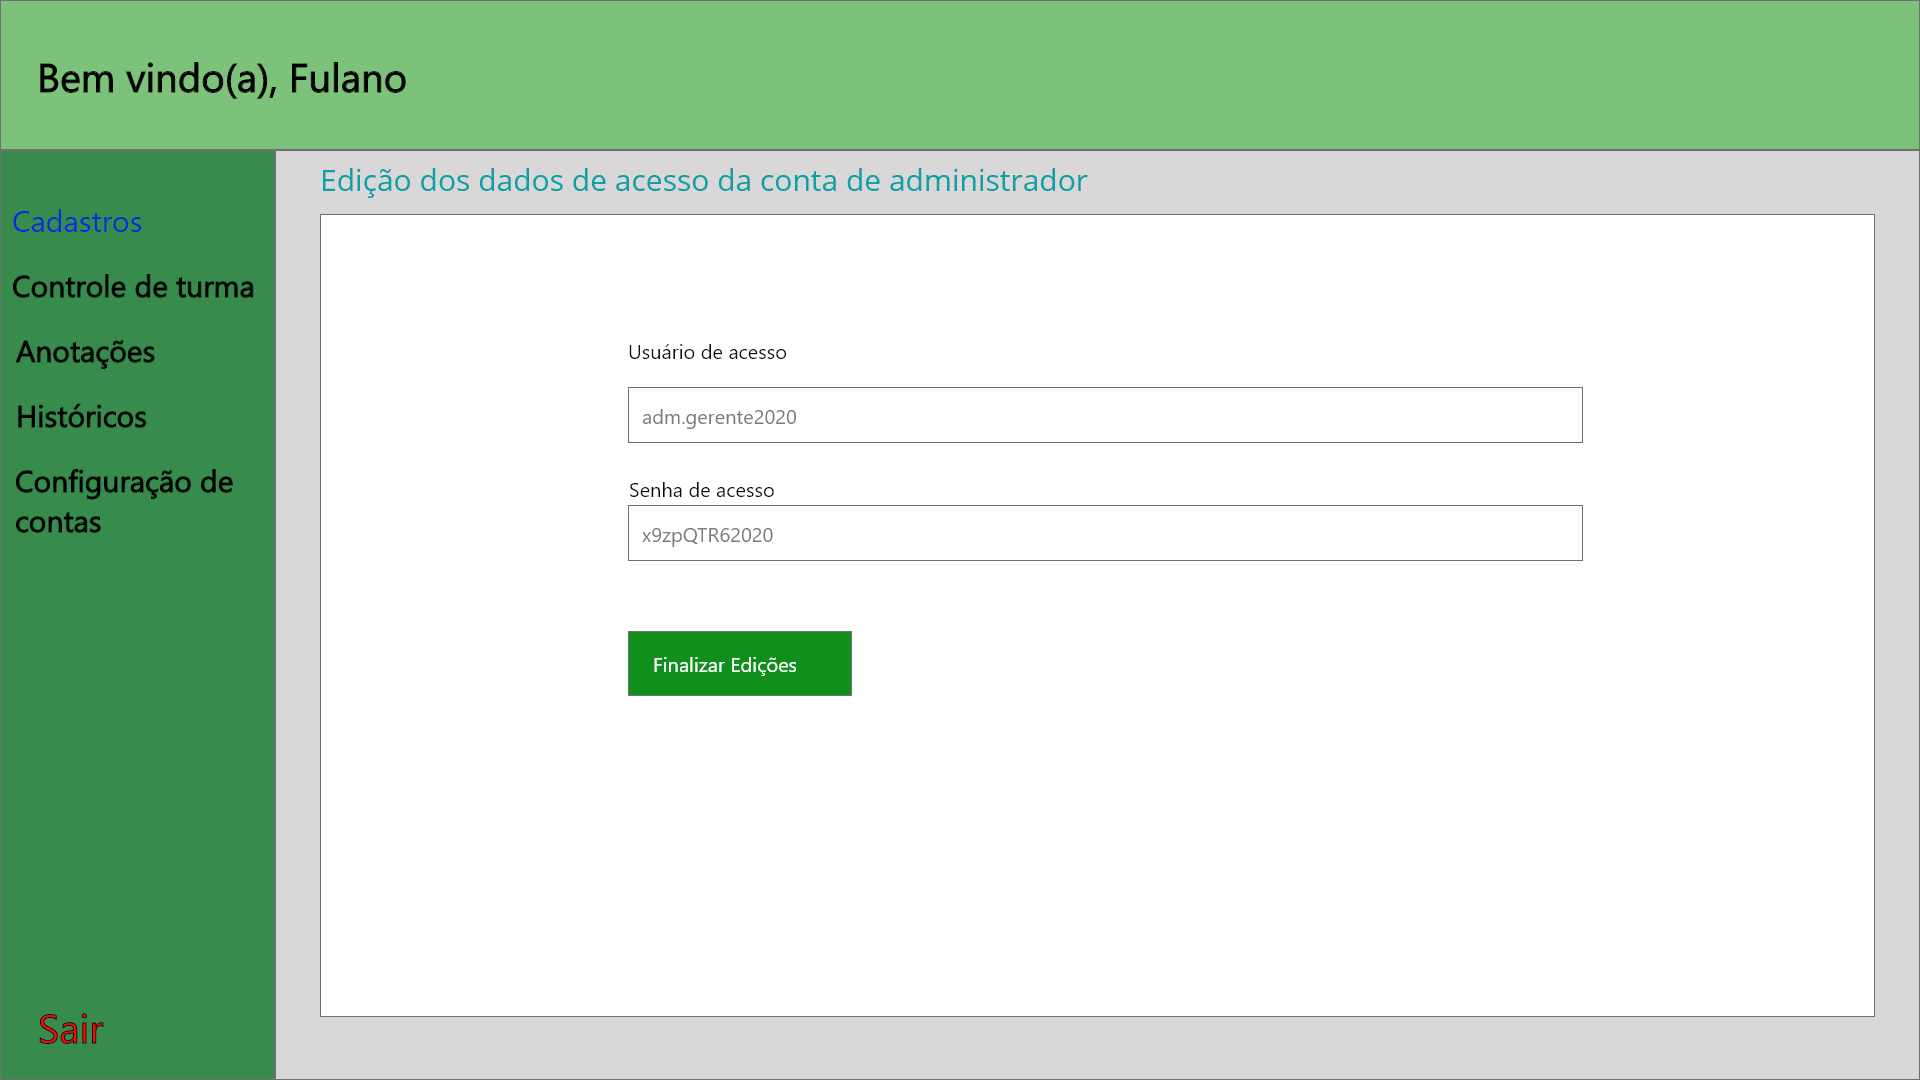 Bem vindo(a), Fulano
Cadastros
Controle de turma
Anotações
Históricos
Configuração de
contas
Sair
Edição dos dados de acesso da conta de administrador
Usuário de acesso
adm.gerente2020
Senha de acesso
x9zpQTR62020
Finalizar Edições